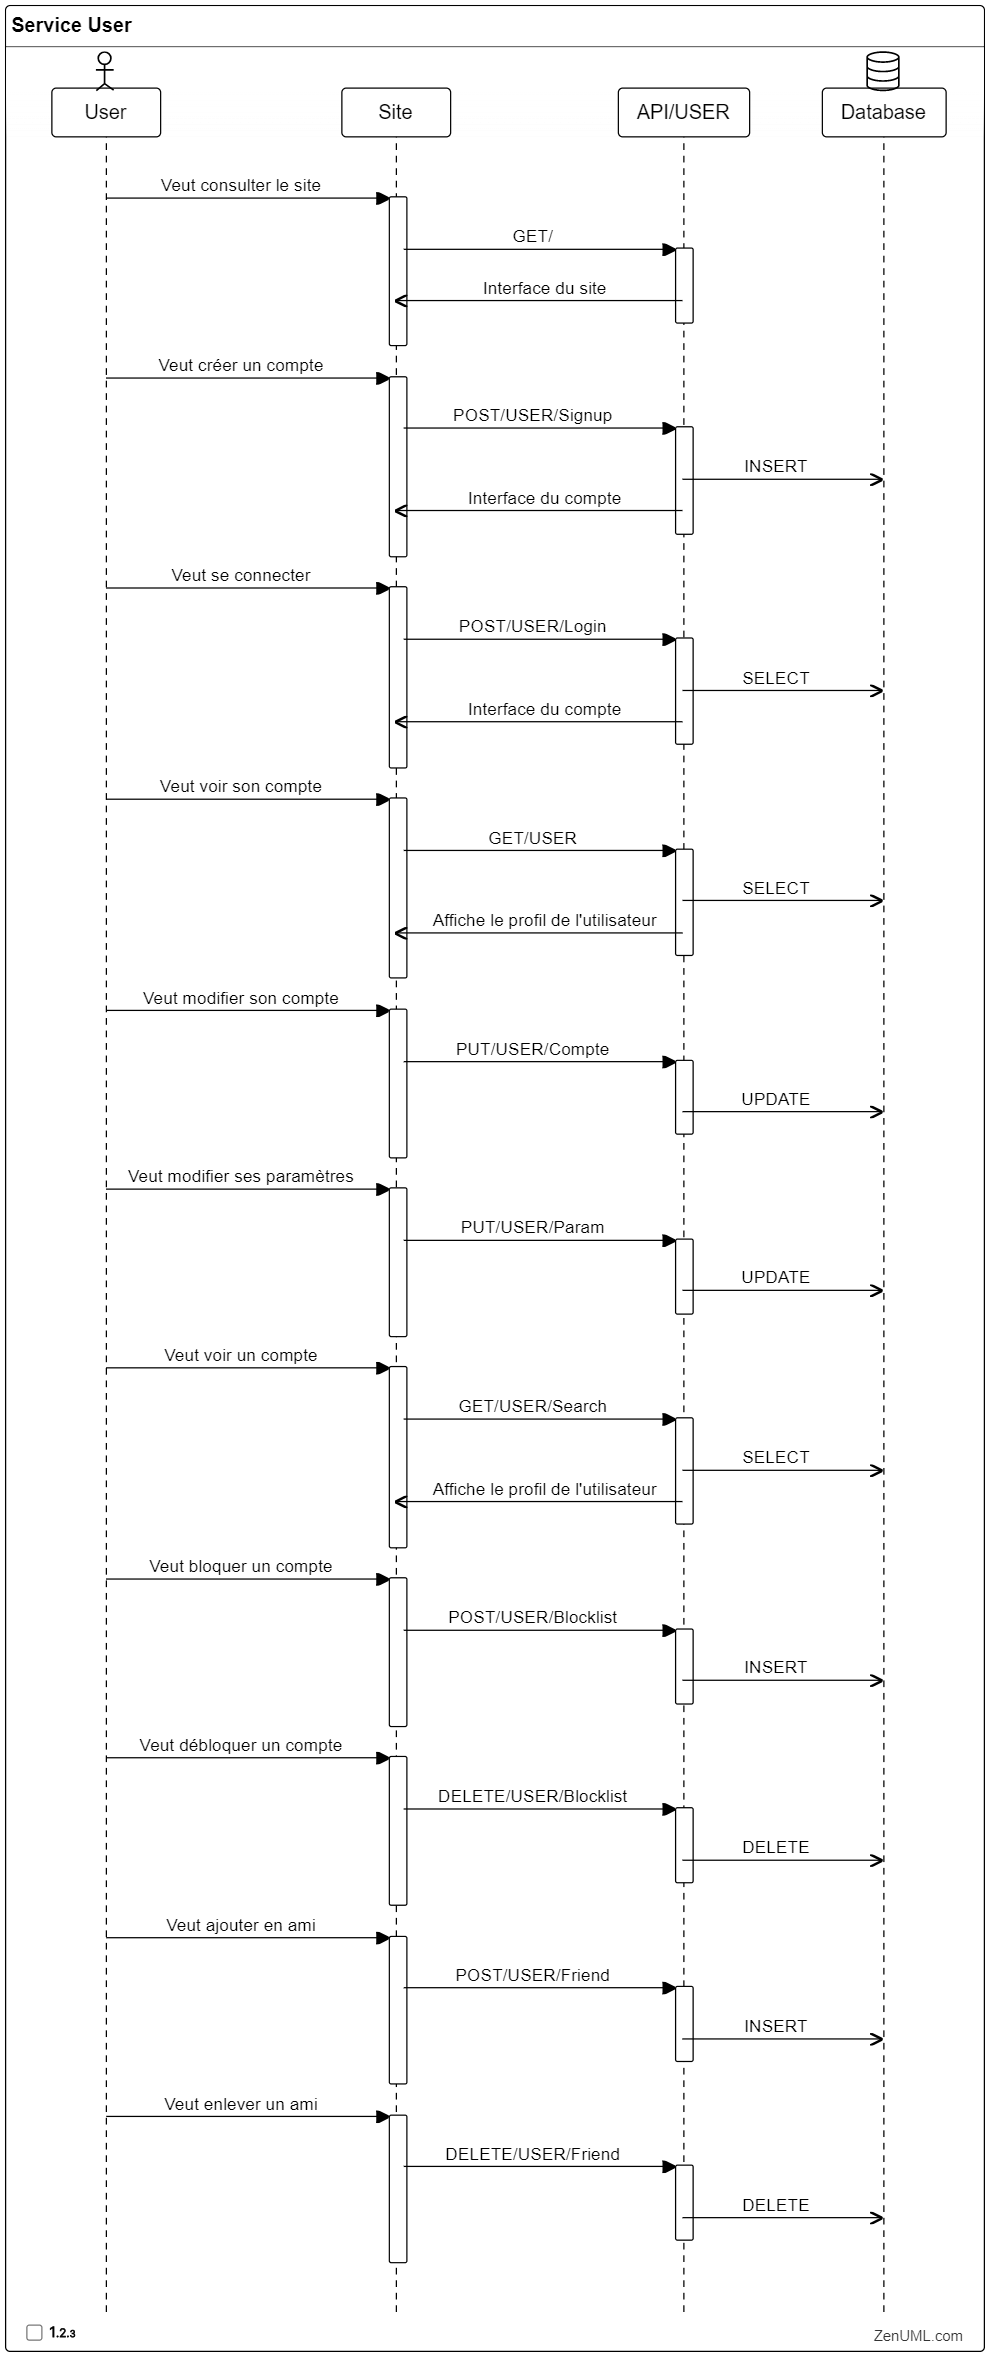 Service User
User
Site
API/USER
Database
Veut consulter le site
GET/
Interface du site
Veut créer un compte
POST/USER/Signup
INSERT
Interface du compte
Veut se connecter
POST/USER/Login
SELECT
Interface du compte
Veut voir son compte
GET/USER
SELECT
Affiche le profil de l'utilisateur
Veut modifier son compte
PUT/USER/Compte
UPDATE
Veut modifier ses paramètres
PUT/USER/Param
UPDATE
Veut voir un compte
GET/USER/Search
SELECT
Affiche le profil de l'utilisateur
Veut bloquer un compte
POST/USER/Blocklist
INSERT
Veut débloquer un compte
DELETE/USER/Blocklist
DELETE
Veut ajouter en ami
POST/USER/Friend
INSERT
Veut enlever un ami
DELETE/USER/Friend
DELETE
1.2.3
ZenUML.com